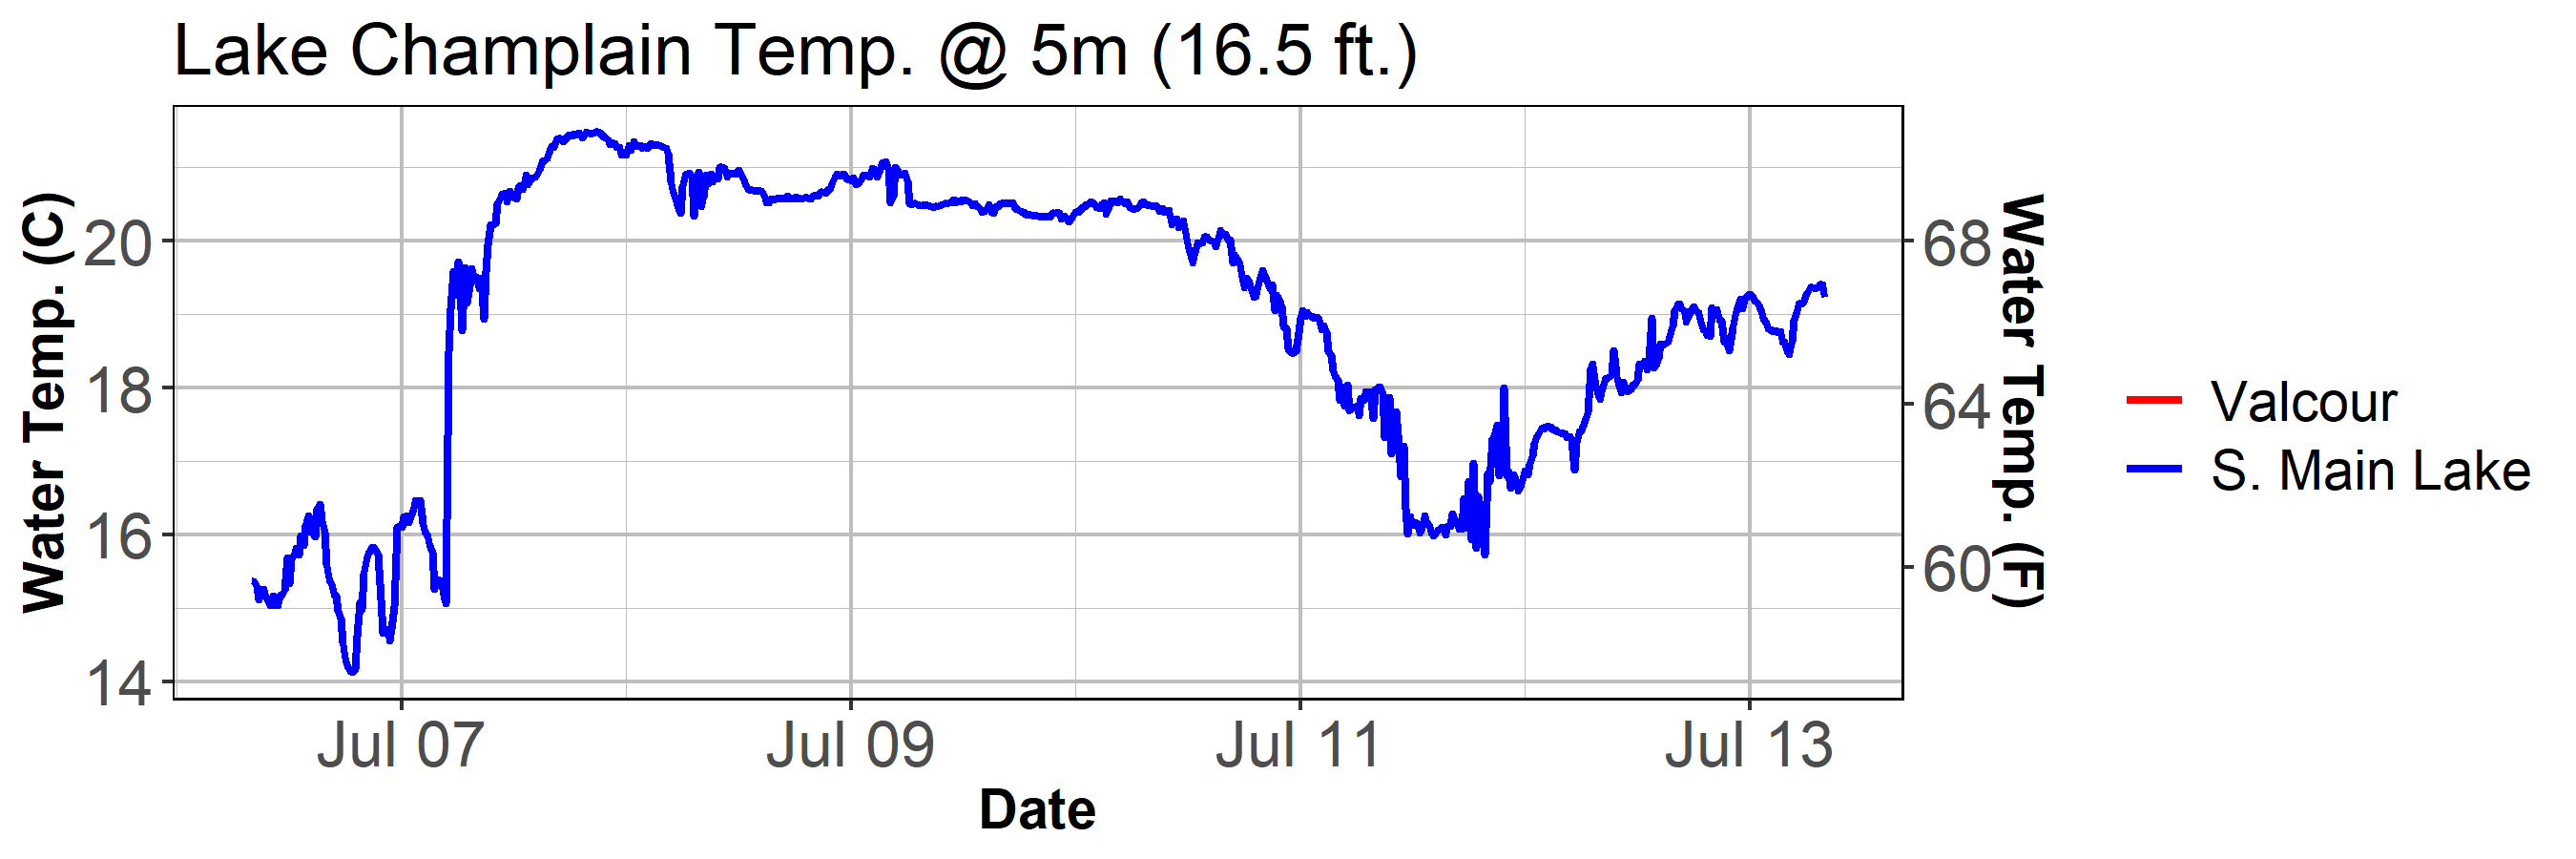 Lake Champlain Temp. @ 5m (16.5 ft.)
Water Temp. (C)
20
18
16
14
68
64
60
Water Temp. (F)
Jul 07
Jul 09
Jul 11
Jul 13
Date
Valcour
S. Main Lake